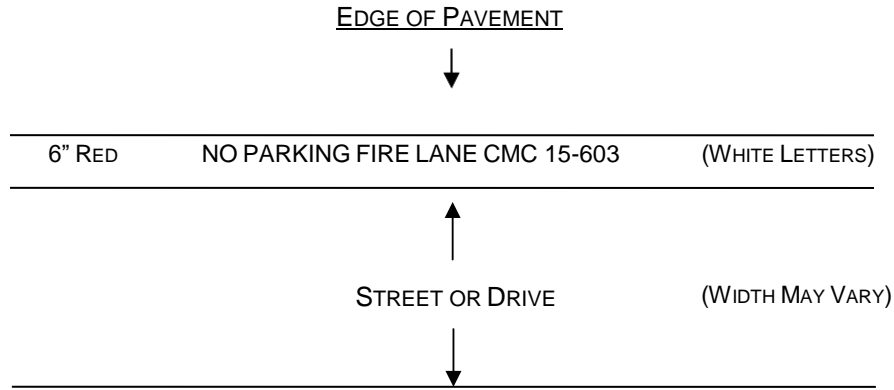 EDGE OF PAVEMENT
6” RED NO PARKING FIRE LANE CMC 15-603 (WHITE LETTERS)
STREET OR DRIVE (WIDTH MAY VARY)